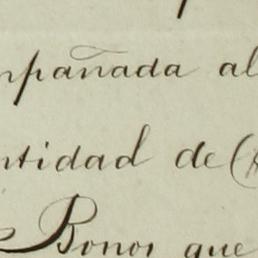 mpañada al
ntidad de (
Bonos que